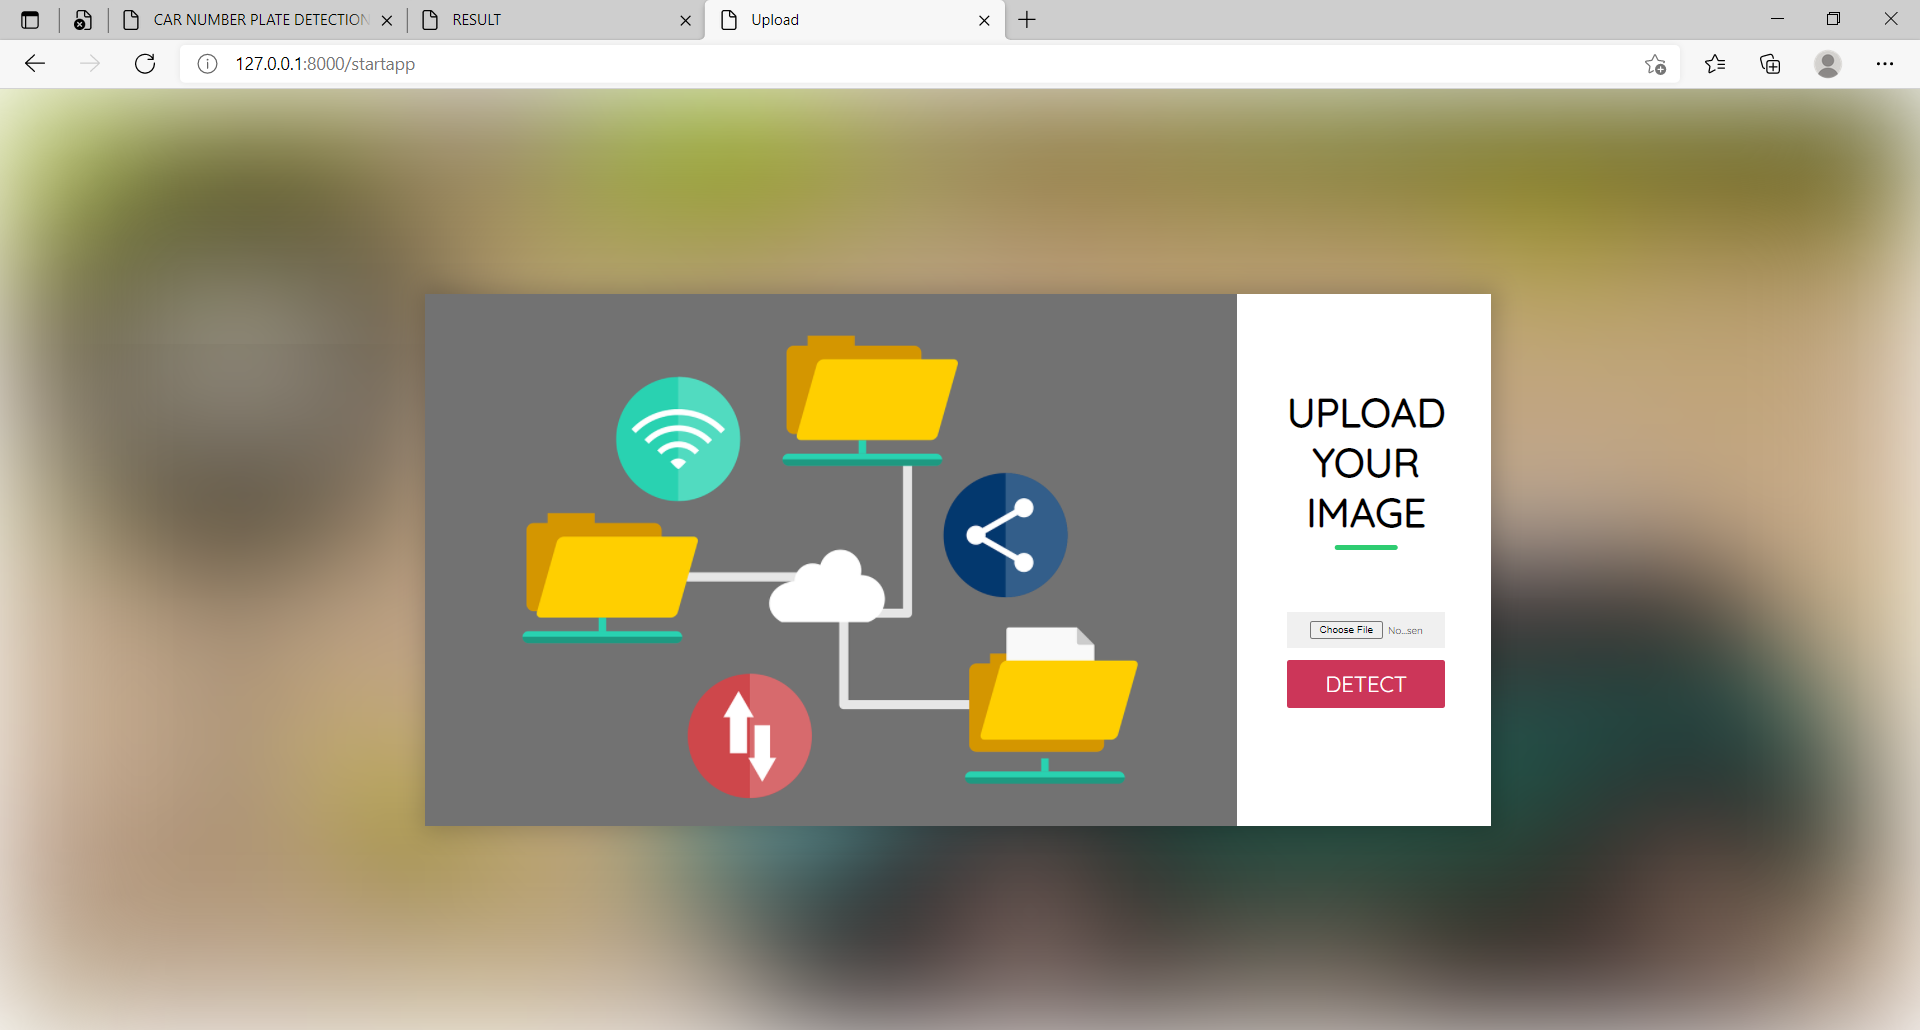 CAR NUMBER PLATE DETECTION
RESULT
Upload
127.0.0.1:8000/startapp
UPLOAD
YOUR
IMAGE
Choose File No...sen
DETECT